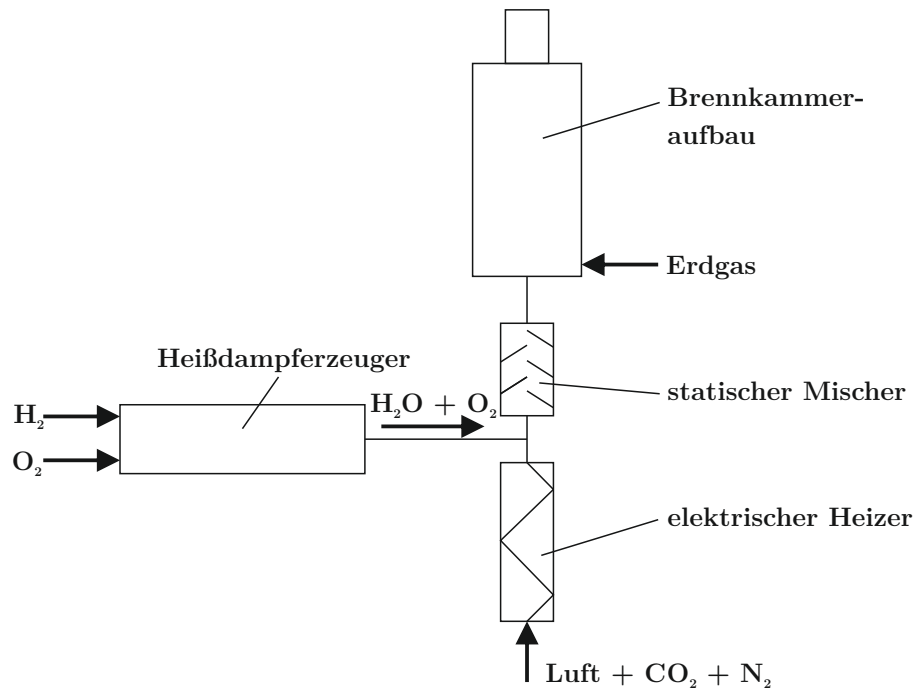 Brennkammer-
aufbau
Erdgas
Heißdampferzeuger
statischer Mischer
H₂
H₂O + O₂
O₂
elektrischer Heizer
Luft + CO₂ + N₂